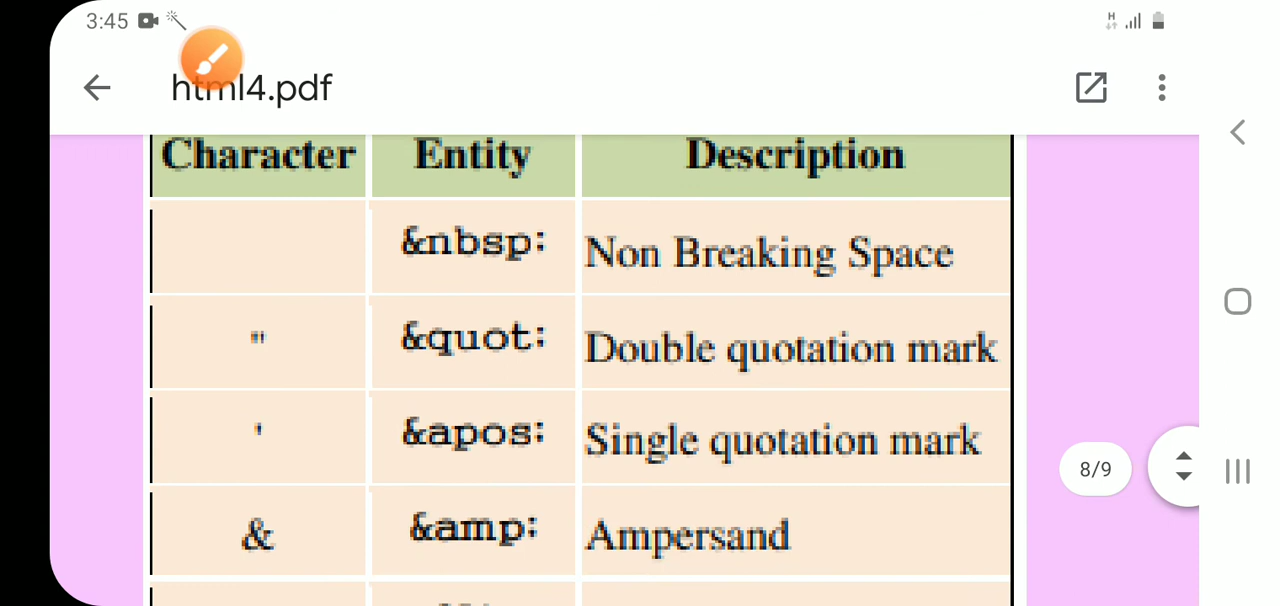 3:45
html4.pdf
Character Entity Description
&nbsp: Non Breaking Space
" &quot: Double quotation mark
' &apos: Single quotation mark
& &amp: Ampersand
8/9